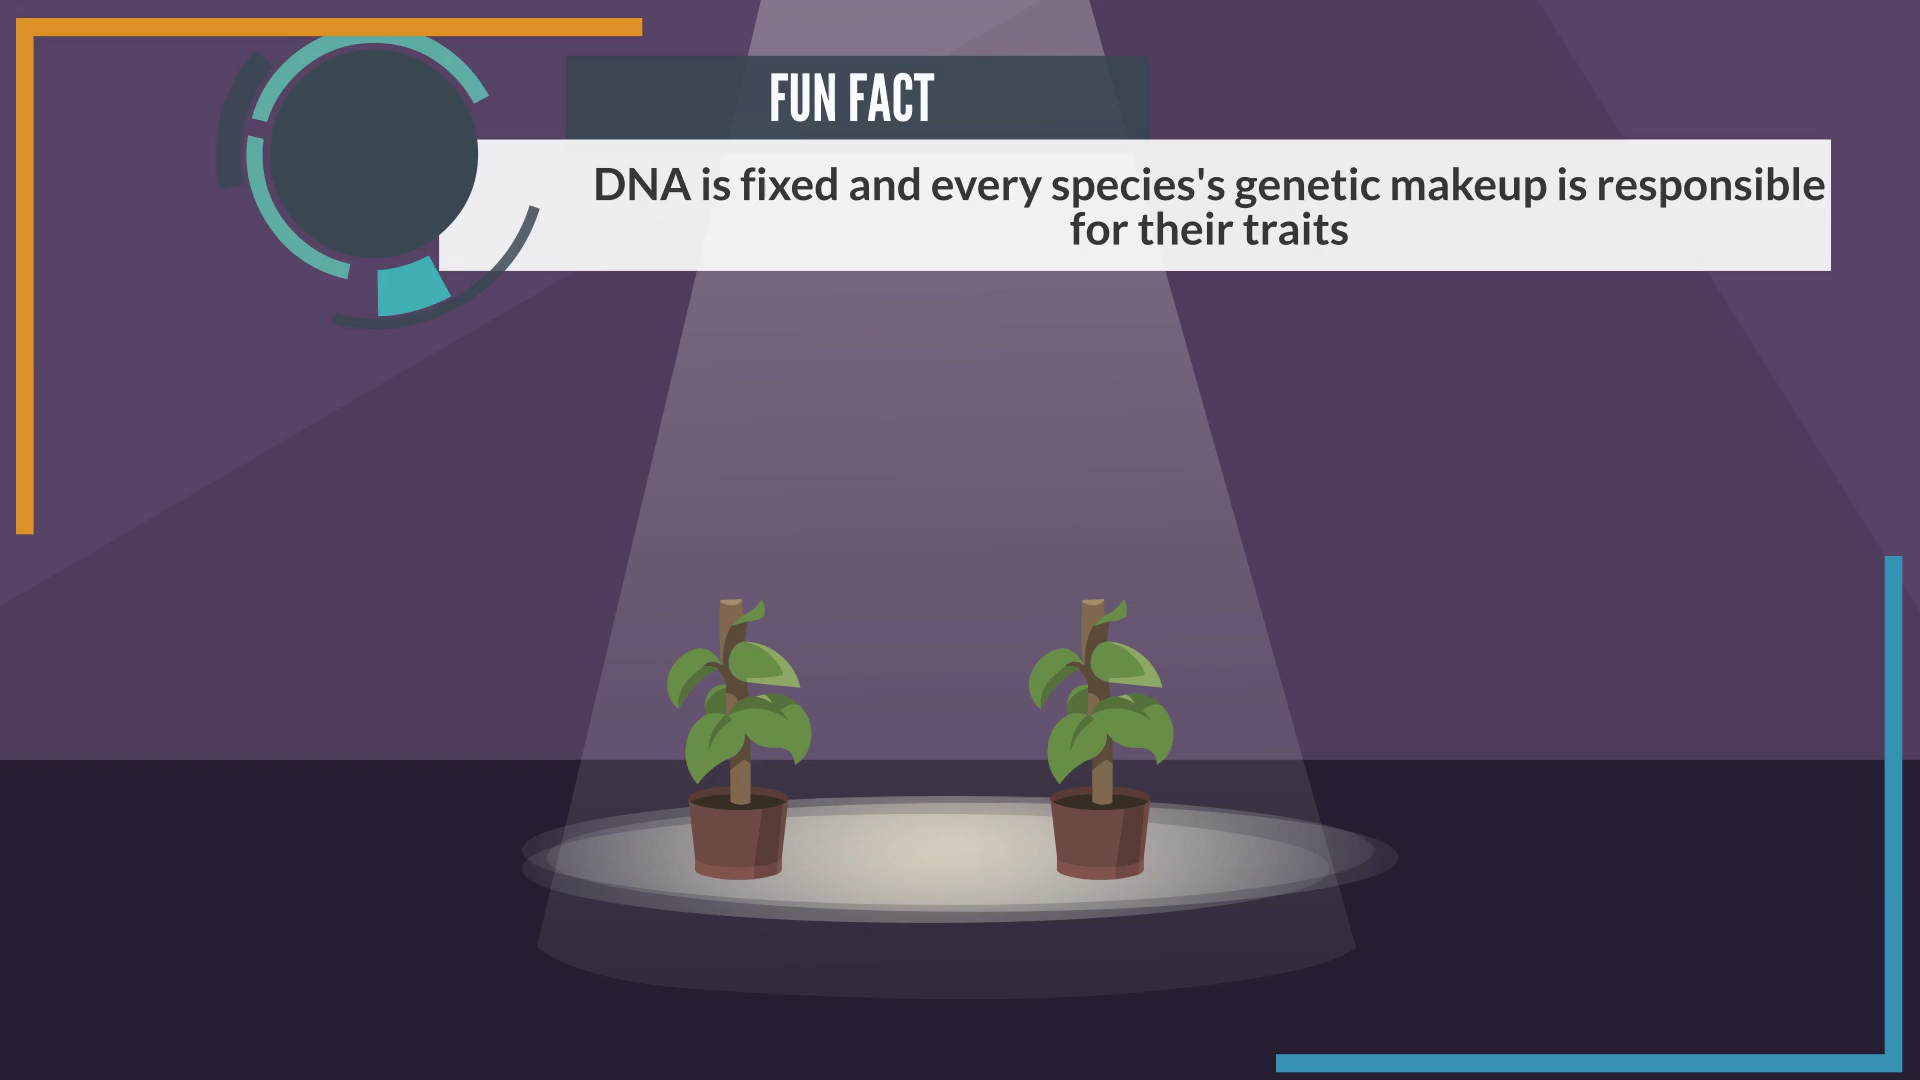 FUN FACT
DNA is fixed and every species's genetic makeup is responsible
for their traits